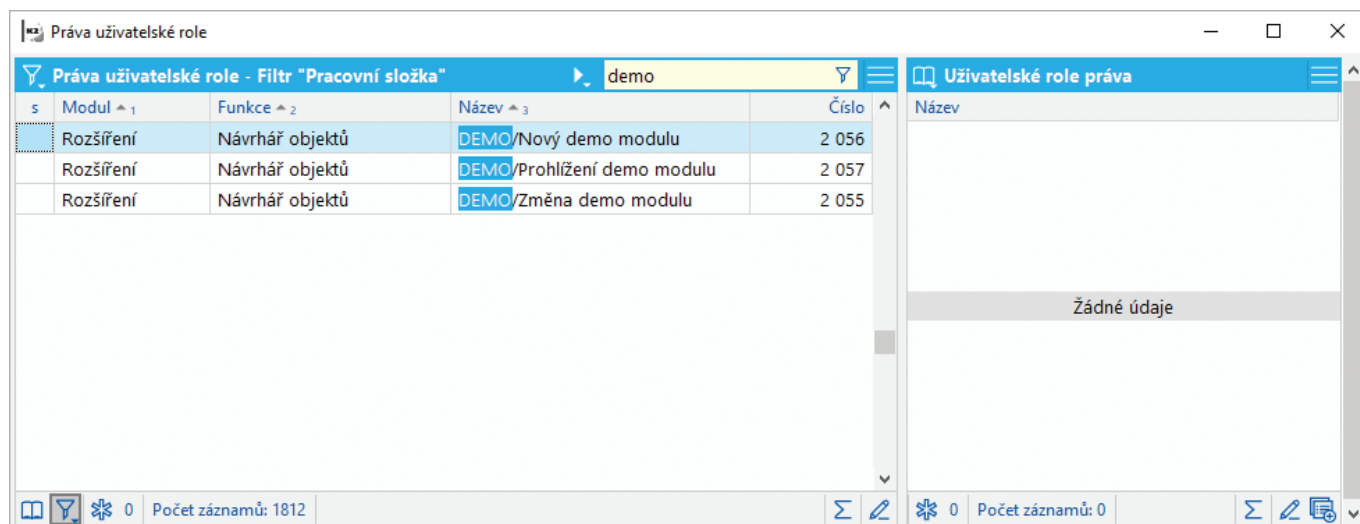 K2 Práva uživatelské role
Práva uživatelské role - Filtr "Pracovní složka" demo
s Modul 1 Funkce 2 Název 3 Číslo
Rozšíření Návrhář objektů DEMO/Nový demo modulu 2 056
Rozšíření Návrhář objektů DEMO/Prohlížení demo modulu 2 057
Rozšíření Návrhář objektů DEMO/Změna demo modulu 2 055
0 Počet záznamů: 1812
Uživatelské role práva
Název
Žádné údaje
0 Počet záznamů: 0